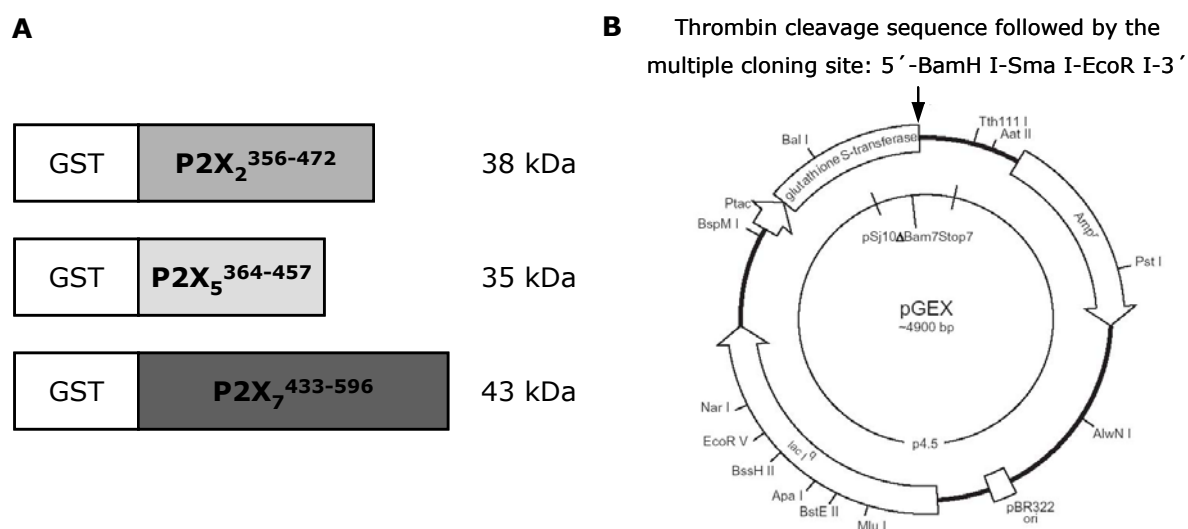 A
GST
P2X₂³⁵⁶⁻⁴⁷²
38 kDa
GST
P2X₅³⁶⁴⁻⁴⁵⁷
35 kDa
GST
P2X₇⁴³³⁻⁵⁹⁶
43 kDa
B
Thrombin cleavage sequence followed by the
multiple cloning site: 5´-BamH I-Sma I-EcoR I-3´
Tth111 I
Aat II
Bal I
glutathione S-transferase
Ptac
BspM I
pSj10ΔBam7Stop7
Ampʳ
Pst I
pGEX
~4900 bp
Nar I
EcoR V
BssH II
Apa I
BstE II
Mlu I
lac Iq
p4.5
AlwN I
pBR322
ori